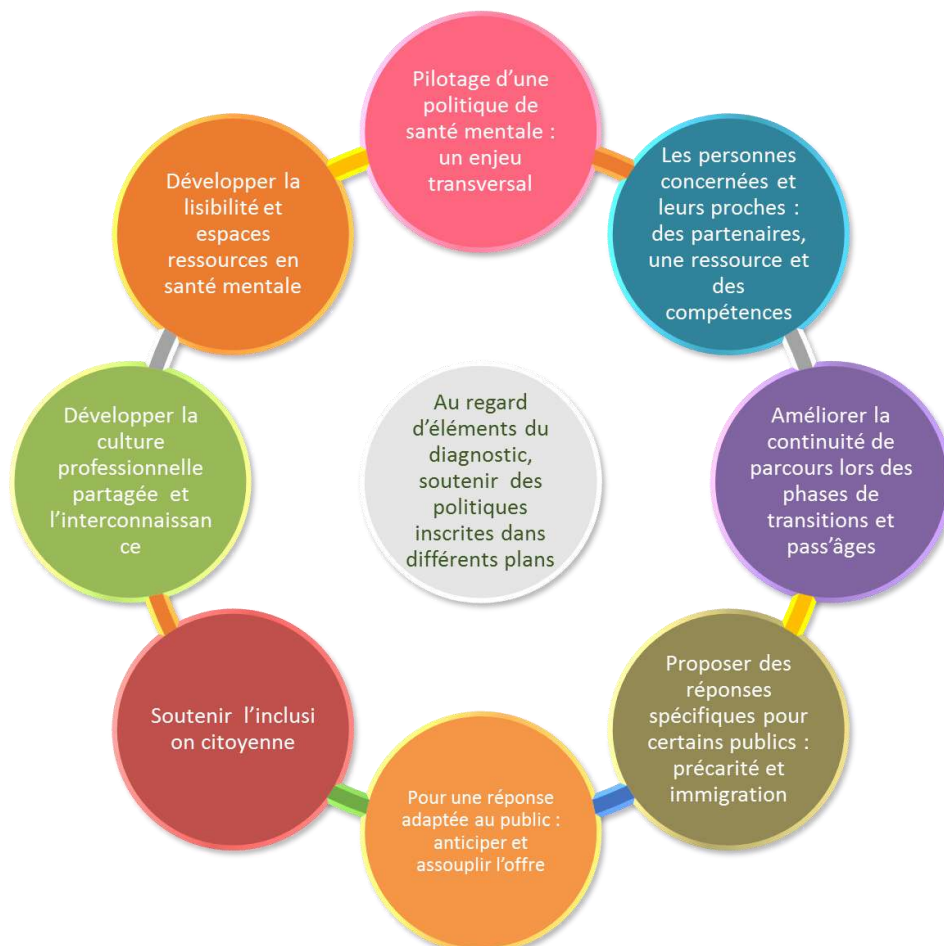 Pilotage d’une
politique de
santé mentale :
un enjeu
transversal
Les personnes
concernées et
leurs proches :
des partenaires,
une ressource et
des
compétences
Améliorer la
continuité de
parcours lors des
phases de
transitions et
pass’âges
Proposer des
réponses
spécifiques pour
certains publics :
précarité et
immigration
Pour une réponse
adaptée au public :
anticiper et
assouplir l’offre
Soutenir l’inclusi
on citoyenne
Développer la
culture
professionnelle
partagée et
l’interconnaissan
ce
Développer la
lisibilité et
espaces
ressources en
santé mentale
Au regard
d’éléments du
diagnostic,
soutenir des
politiques
inscrites dans
différents plans